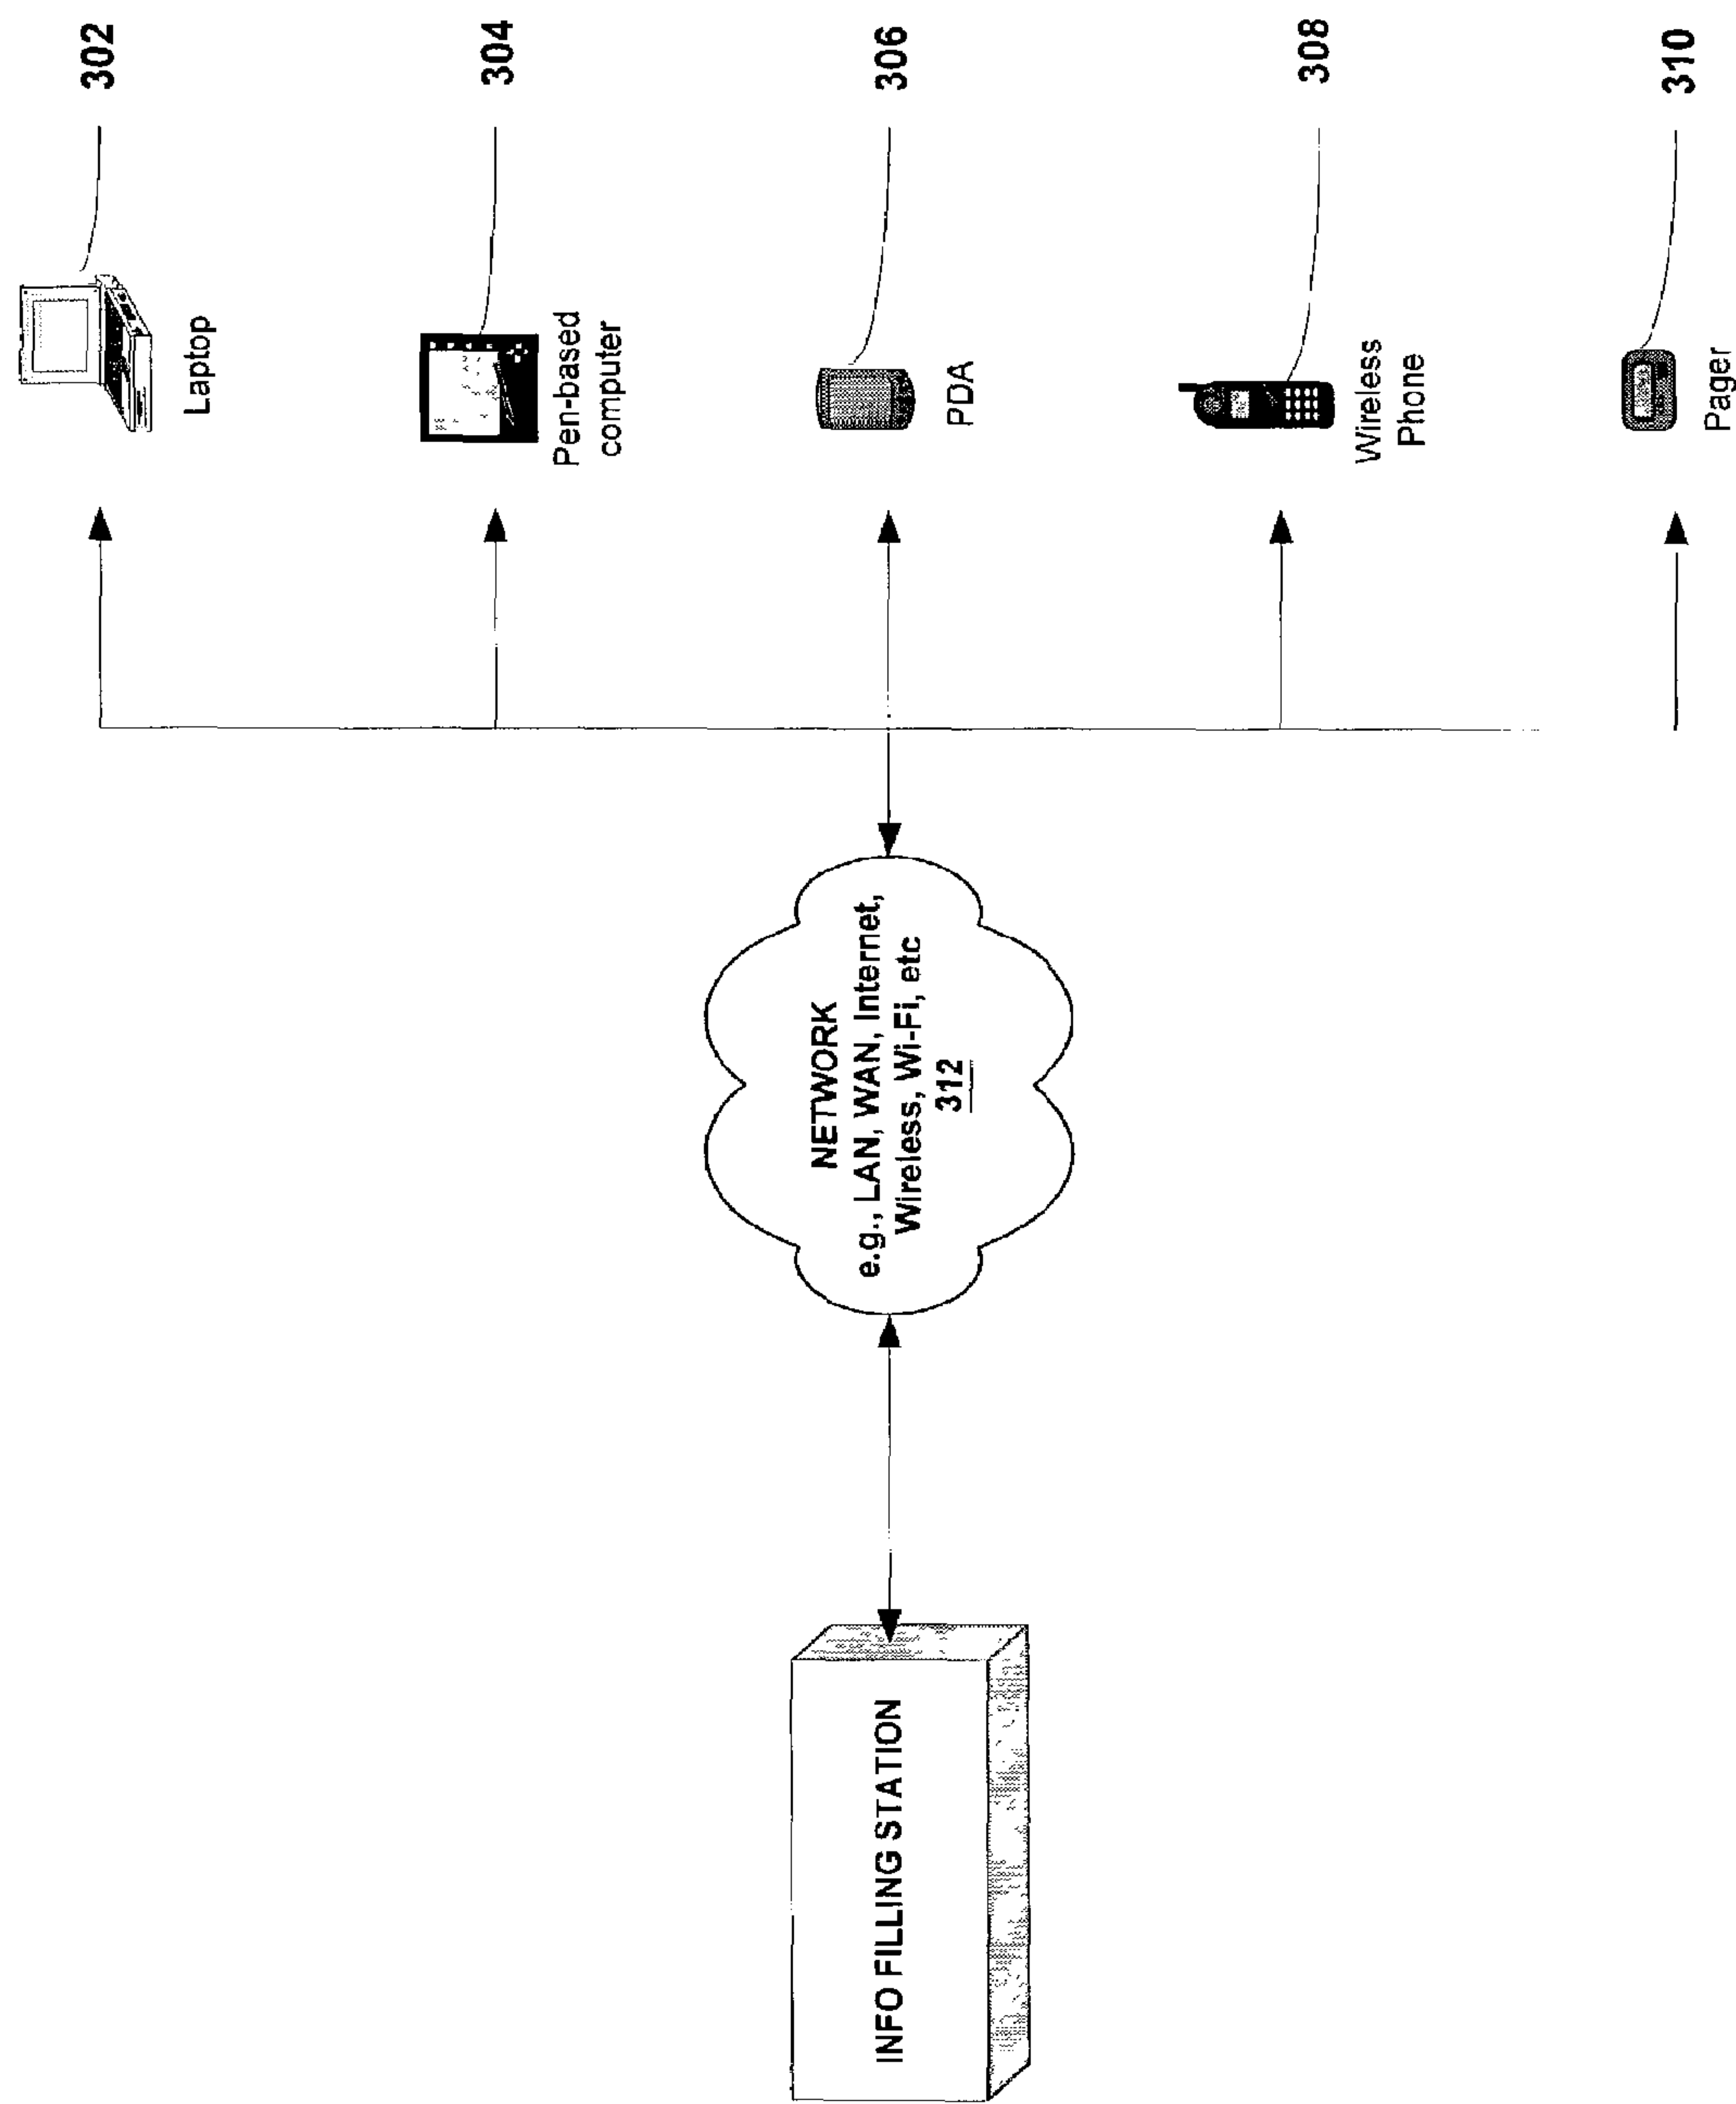 302
Laptop
304
Pen-based
computer
306
PDA
308
Wireless
Phone
310
Pager
NETWORK
e.g., LAN, WAN, Internet,
Wireless, Wi-Fi, etc
312
INFO FILLING STATION